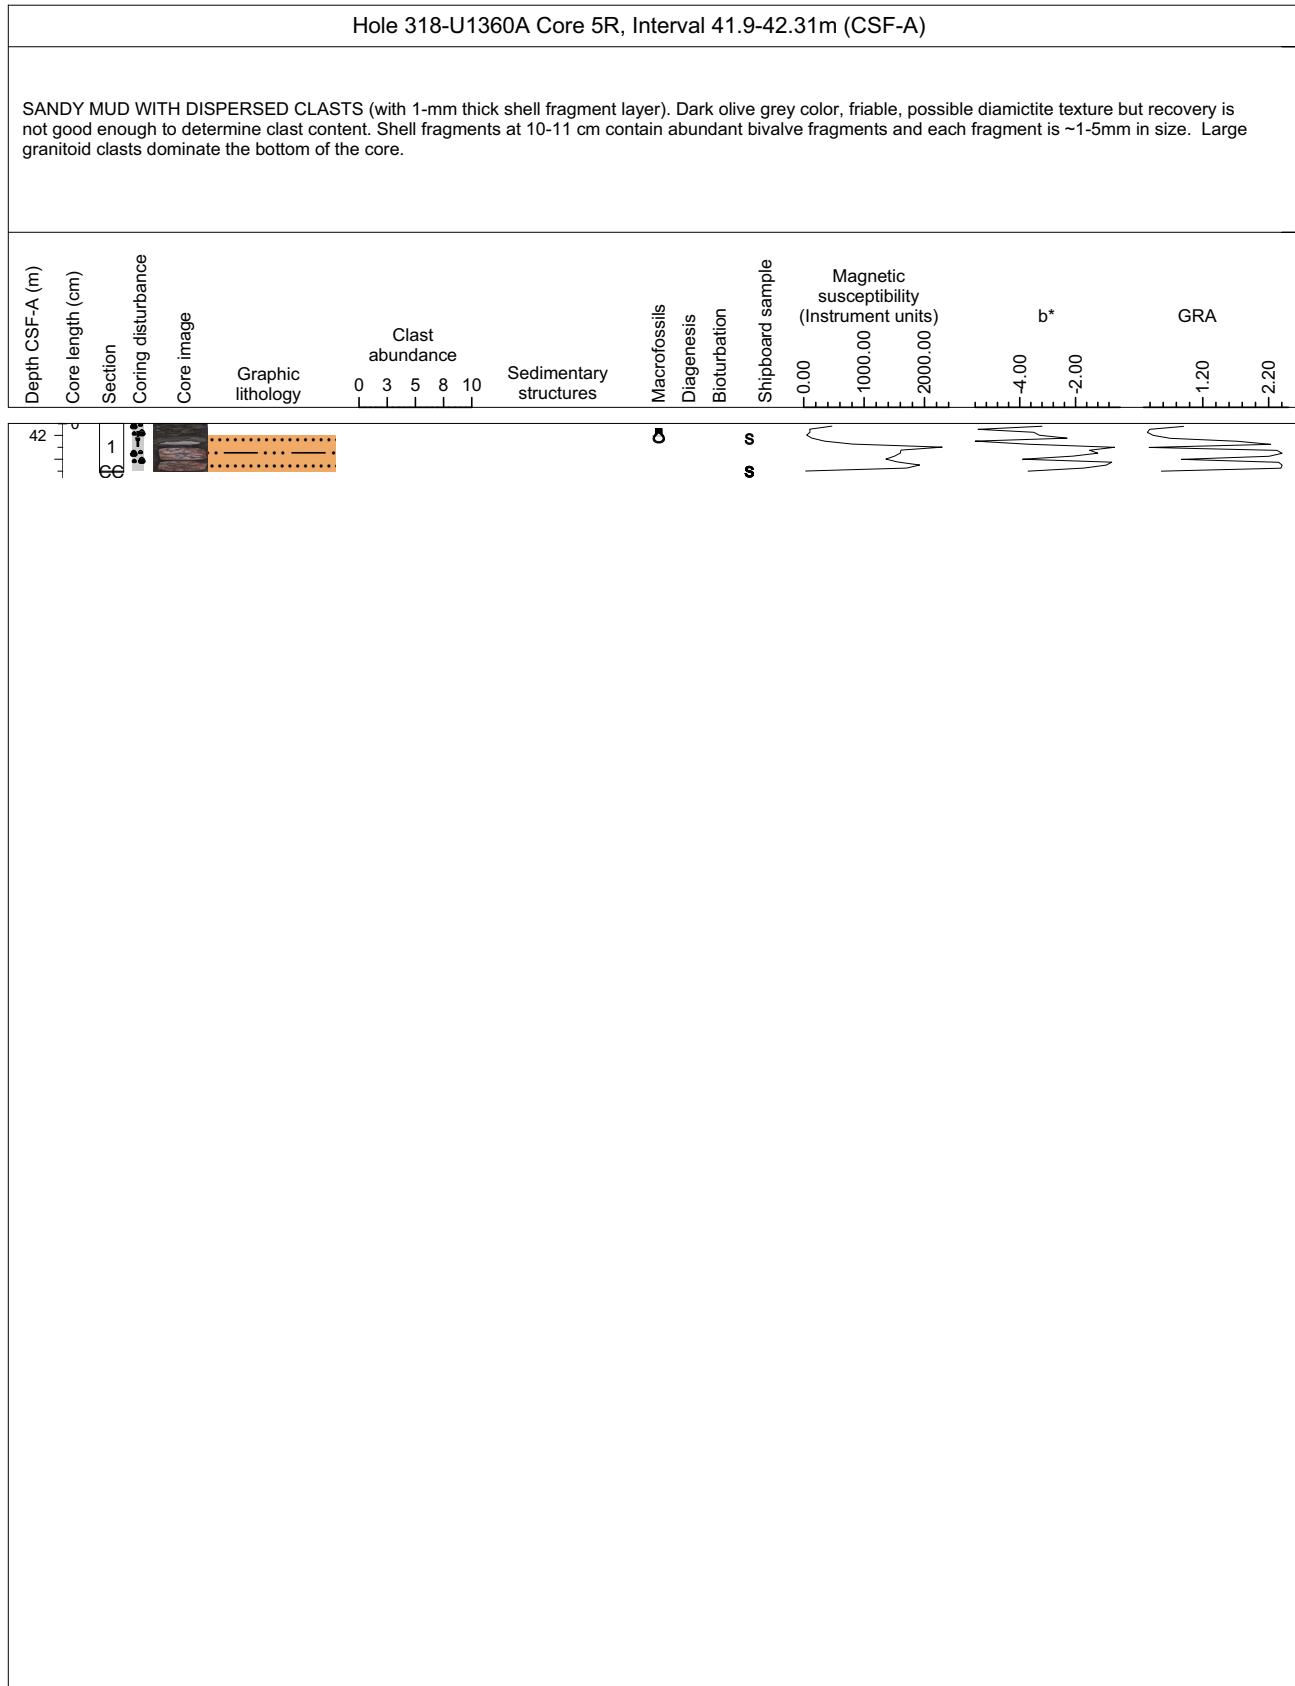 Hole 318-U1360A Core 5R, Interval 41.9-42.31m (CSF-A)
SANDY MUD WITH DISPERSED CLASTS (with 1-mm thick shell fragment layer). Dark olive grey color, friable, possible diamictite texture but recovery is
not good enough to determine clast content. Shell fragments at 10-11 cm contain abundant bivalve fragments and each fragment is ~1-5mm in size. Large
granitoid clasts dominate the bottom of the core.
Depth CSF-A (m)
Core length (cm)
Section
Coring disturbance
Core image
Graphic
lithology
Clast
abundance
0 3 5 8 10
Sedimentary
structures
Macrofossils
Diagenesis
Bioturbation
Shipboard sample
Magnetic
susceptibility
(Instrument units)
0.00 1000.00 2000.00
b*
-4.00 -2.00
GRA
1.20 2.20
0
42
1
CC
S
S